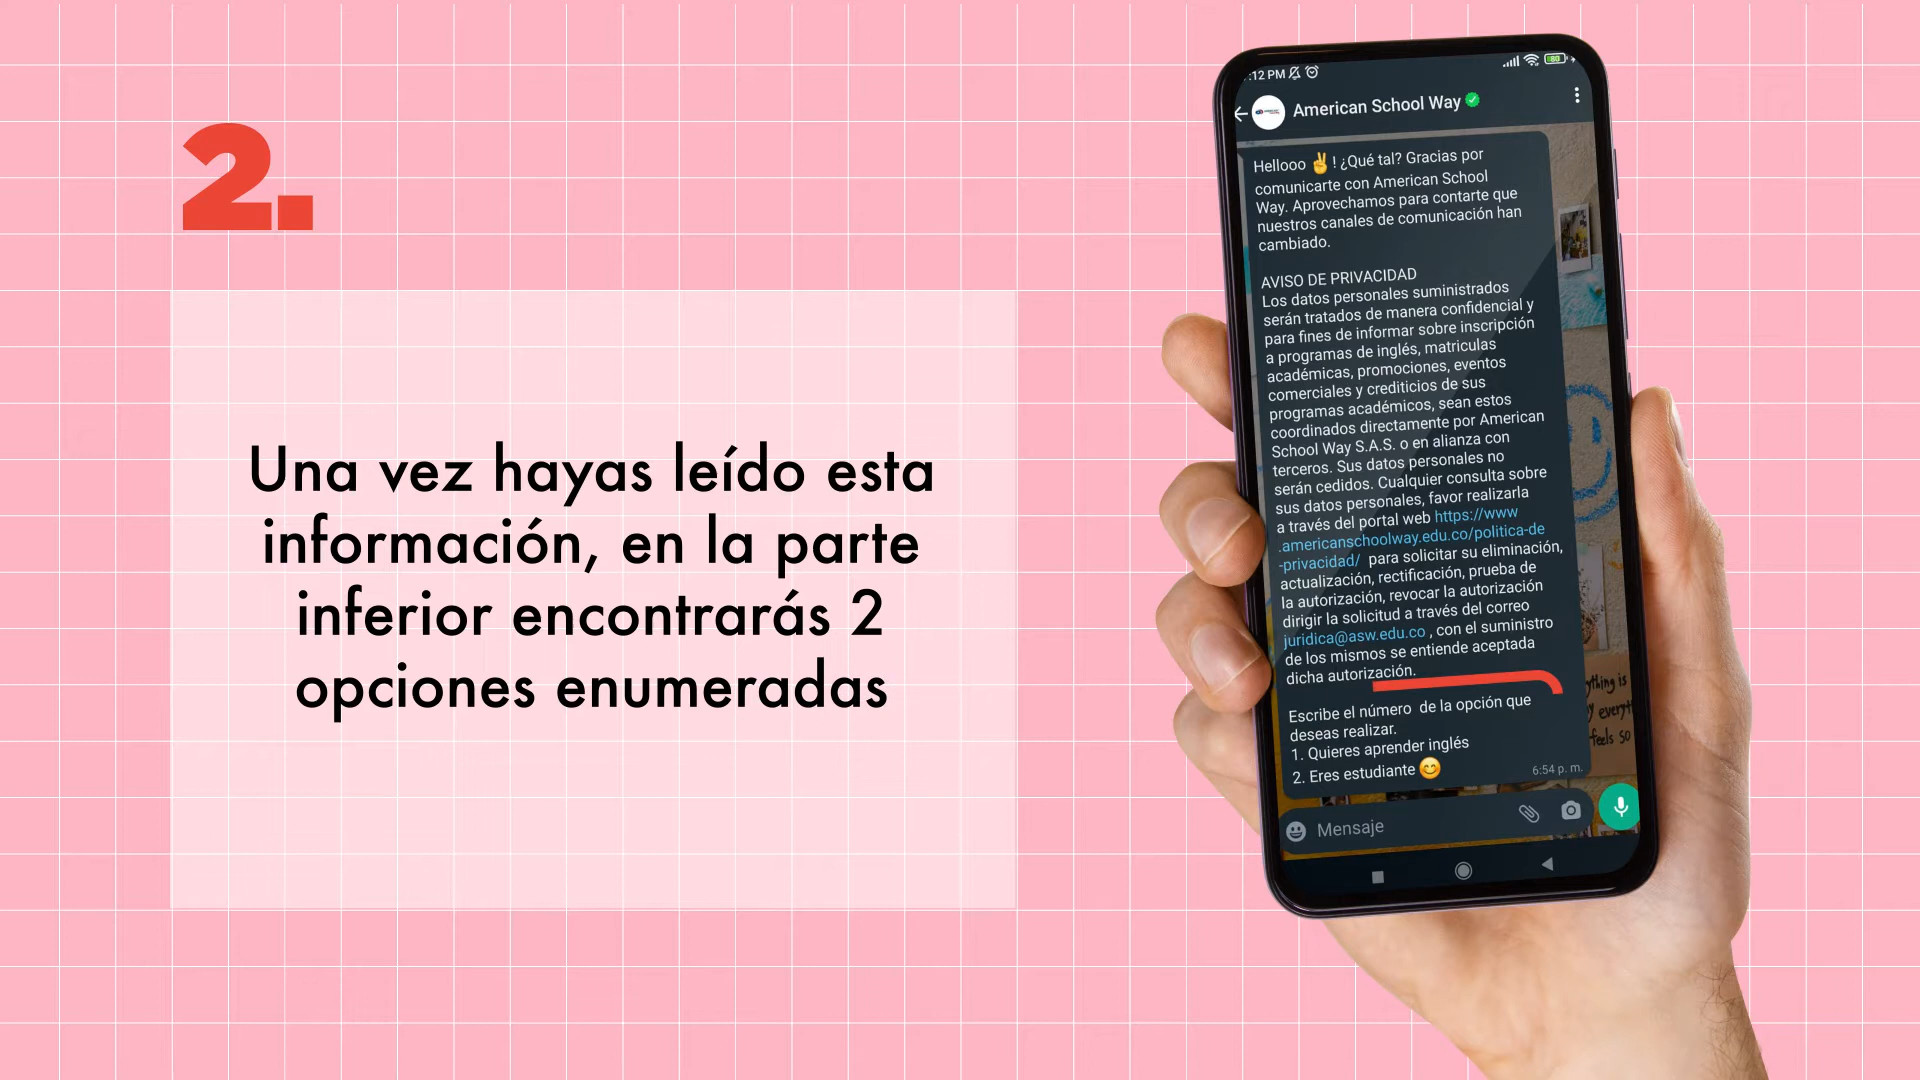 2.
Una vez hayas leído esta
información, en la parte
inferior encontrarás 2
opciones enumeradas
:12 PM
80
American School Way
Hellooo ✌️! ¿Qué tal? Gracias por
comunicarte con American School
Way. Aprovechamos para contarte que
nuestros canales de comunicación han
cambiado.
AVISO DE PRIVACIDAD
Los datos personales suministrados
serán tratados de manera confidencial y
para fines de informar sobre inscripción
a programas de inglés, matriculas
académicas, promociones, eventos
comerciales y crediticios de sus
programas académicos, sean estos
coordinados directamente por American
School Way S.A.S. o en alianza con
terceros. Sus datos personales no
serán cedidos. Cualquier consulta sobre
sus datos personales, favor realizarla
a través del portal web https://www
.americanschoolway.edu.co/politica-de
-privacidad/ para solicitar su eliminación,
actualización, rectificación, prueba de
la autorización, revocar la autorización
dirigir la solicitud a través del correo
juridica@asw.edu.co , con el suministro
de los mismos se entiende aceptada
dicha autorización.
Escribe el número de la opción que
deseas realizar.
1. Quieres aprender inglés
2. Eres estudiante 😊
6:54 p. m.
Mensaje
ything is
y everyt
feels so